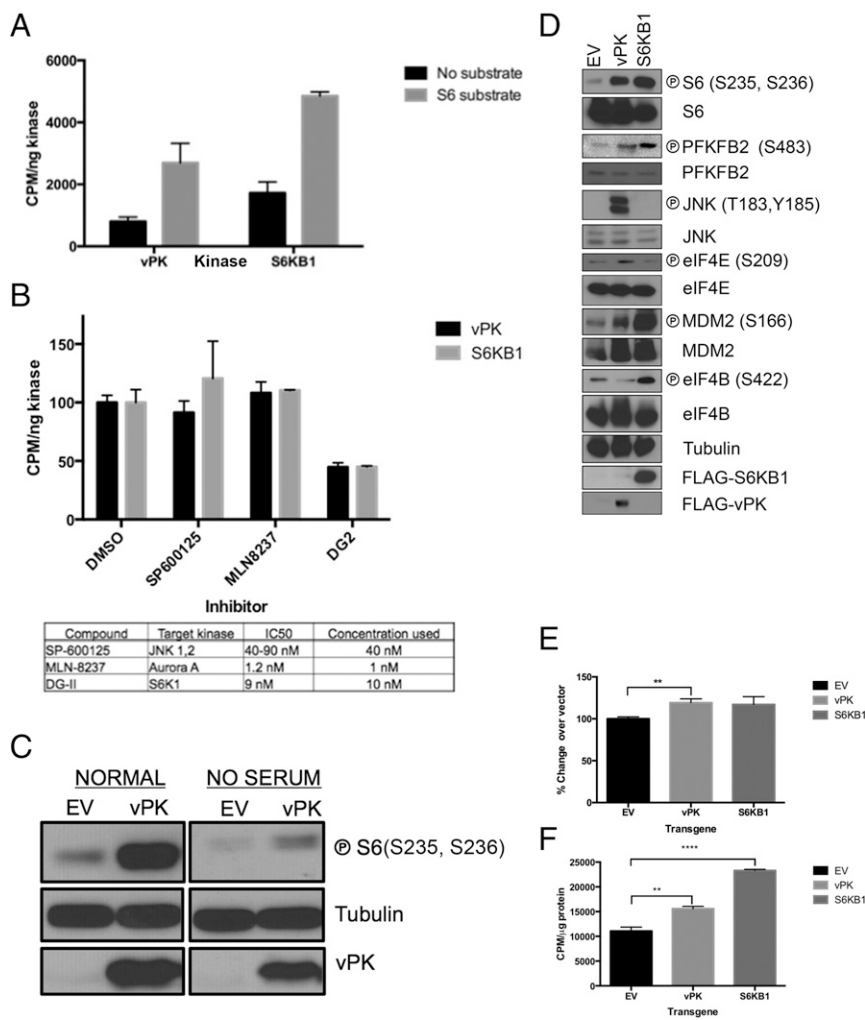 A
6000
4000
2000
0
CPM/ng kinase
No substrate
S6 substrate
vPK
Kinase
S6KB1
B
150
100
50
0
CPM/ng kinase
vPK
S6KB1
DMSO
SP600125
MLN8237
DG2
Inhibitor
Compound Target kinase IC50 Concentration used
SP-600125 JNK 1,2 40-90 nM 40 nM
MLN-8237 Aurora A 1.2 nM 1 nM
DG-II S6K1 9 nM 10 nM
C
NORMAL NO SERUM
EV vPK EV vPK
Ⓟ S6(S235, S236)
Tubulin
vPK
D
EV vPK S6KB1
Ⓟ S6 (S235, S236)
S6
Ⓟ PFKFB2 (S483)
PFKFB2
Ⓟ JNK (T183,Y185)
JNK
Ⓟ eIF4E (S209)
eIF4E
Ⓟ MDM2 (S166)
MDM2
Ⓟ eIF4B (S422)
eIF4B
Tubulin
FLAG-S6KB1
FLAG-vPK
E
150
100
50
0
% Change over vector
**
EV
vPK
S6KB1
EV vPK S6KB1
Transgene
F
25000
20000
15000
10000
5000
0
CPM/µg protein
****
**
EV
vPK
S6KB1
EV vPK S6KB1
Transgene